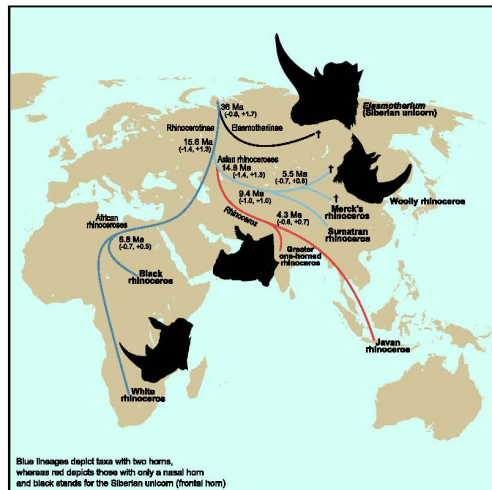 36 Ma
(-0.8, +1.7)
Elasmotherium
(Siberian unicorn)
Rhinocerotinae
Elasmotheriinae
15.6 Ma
(-1.4, +1.3)
Asian rhinoceroses
14.8 Ma
(-1.4, +1.3)
5.5 Ma
(-0.7, +0.6)
†
†
†
Woolly rhinoceros
9.4 Ma
(-1.0, +1.0)
Merck's
rhinoceros
Rhinoceros
4.3 Ma
(-0.6, +0.7)
Sumatran
rhinoceros
African
rhinoceroses
6.8 Ma
(-0.7, +0.5)
Greater
one-horned
rhinoceros
Black
rhinoceros
Javan
rhinoceros
White
rhinoceros
Blue lineages depict taxa with two horns,
whereas red depicts those with only a nasal horn
and black stands for the Siberian unicorn (frontal horn)